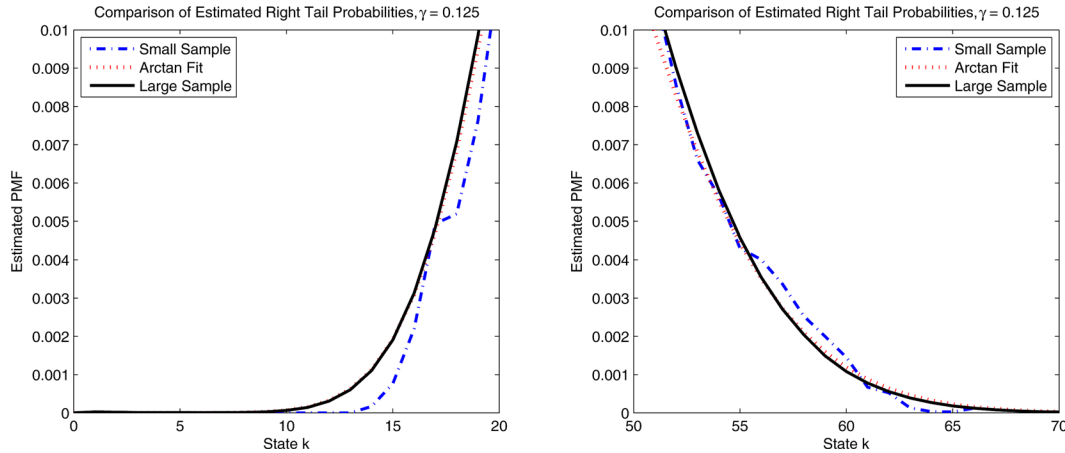 Comparison of Estimated Right Tail Probabilities, γ = 0.125
0.01
0.009
0.008
0.007
0.006
0.005
0.004
0.003
0.002
0.001
0
Estimated PMF
Small Sample
Arctan Fit
Large Sample
0 5 10 15 20
State k
Comparison of Estimated Right Tail Probabilities, γ = 0.125
0.01
0.009
0.008
0.007
0.006
0.005
0.004
0.003
0.002
0.001
0
Estimated PMF
Small Sample
Arctan Fit
Large Sample
50 55 60 65 70
State k